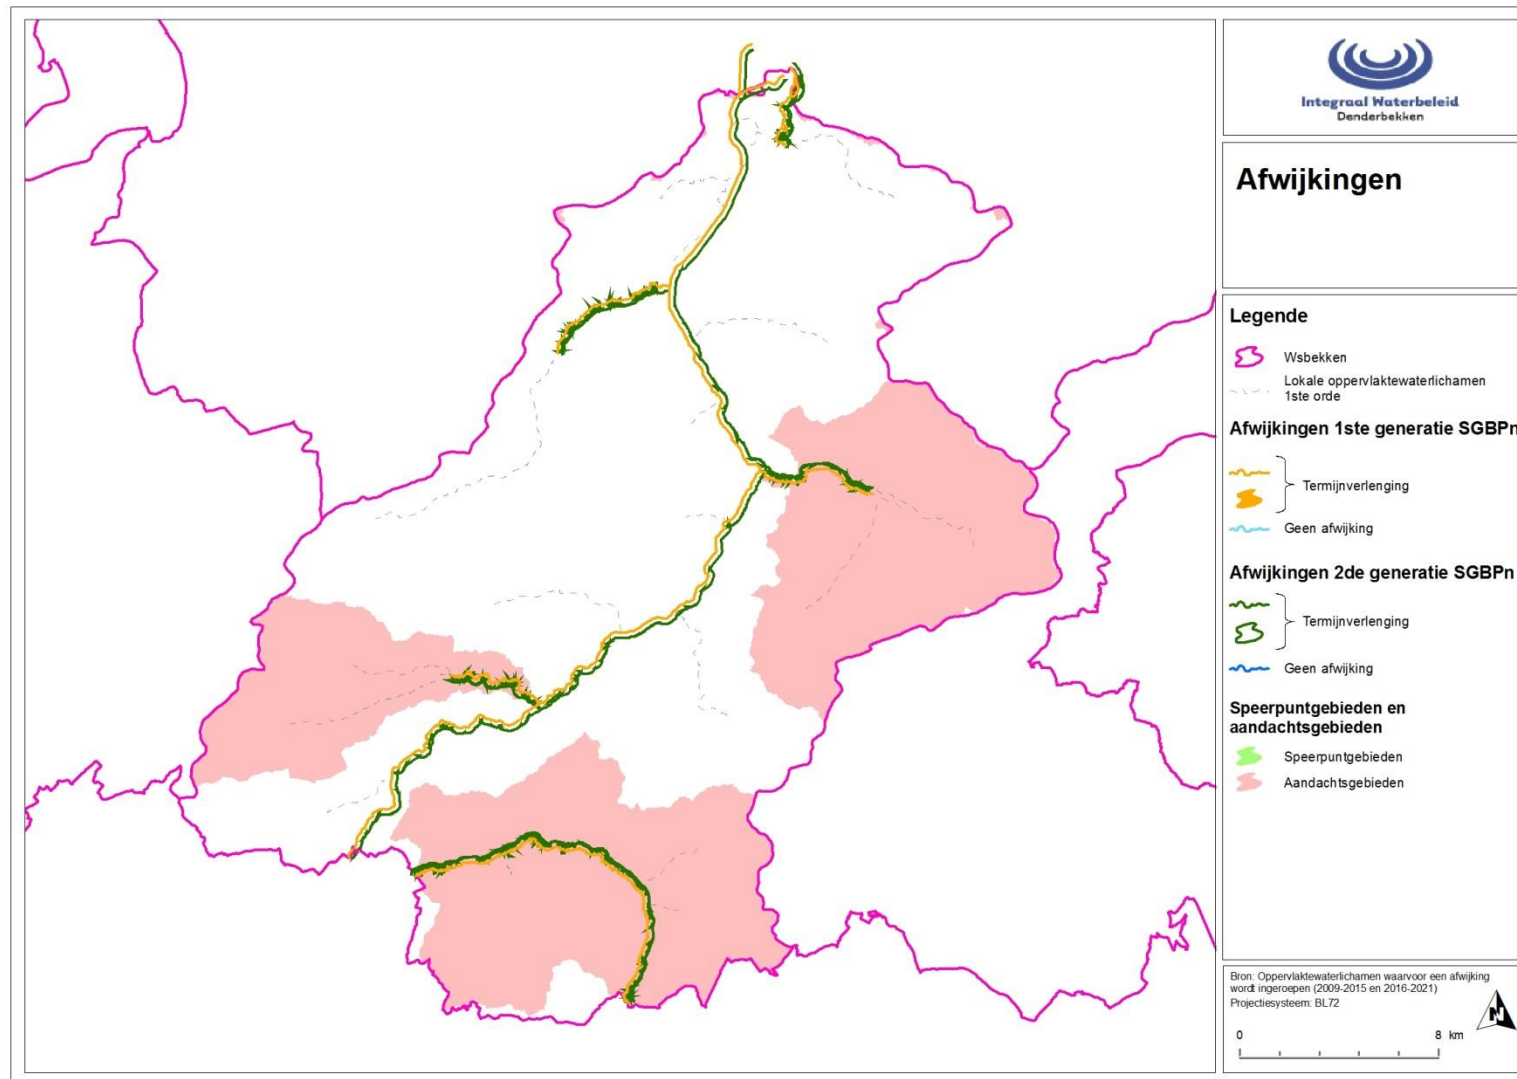 Integraal Waterbeleid
Denderbekken
Afwijkingen
Legende
Wsbekken
Lokale oppervlaktewaterlichamen
1ste orde
Afwijkingen 1ste generatie SGBPn
Termijnverlenging
Geen afwijking
Afwijkingen 2de generatie SGBPn
Termijnverlenging
Geen afwijking
Speerpuntgebieden en
aandachtsgebieden
Speerpuntgebieden
Aandachtsgebieden
Bron: Oppervlaktewaterlichamen waarvoor een afwijking
wordt ingeroepen (2009-2015 en 2016-2021)
Projectiesysteem: BL72
N
0 8 km